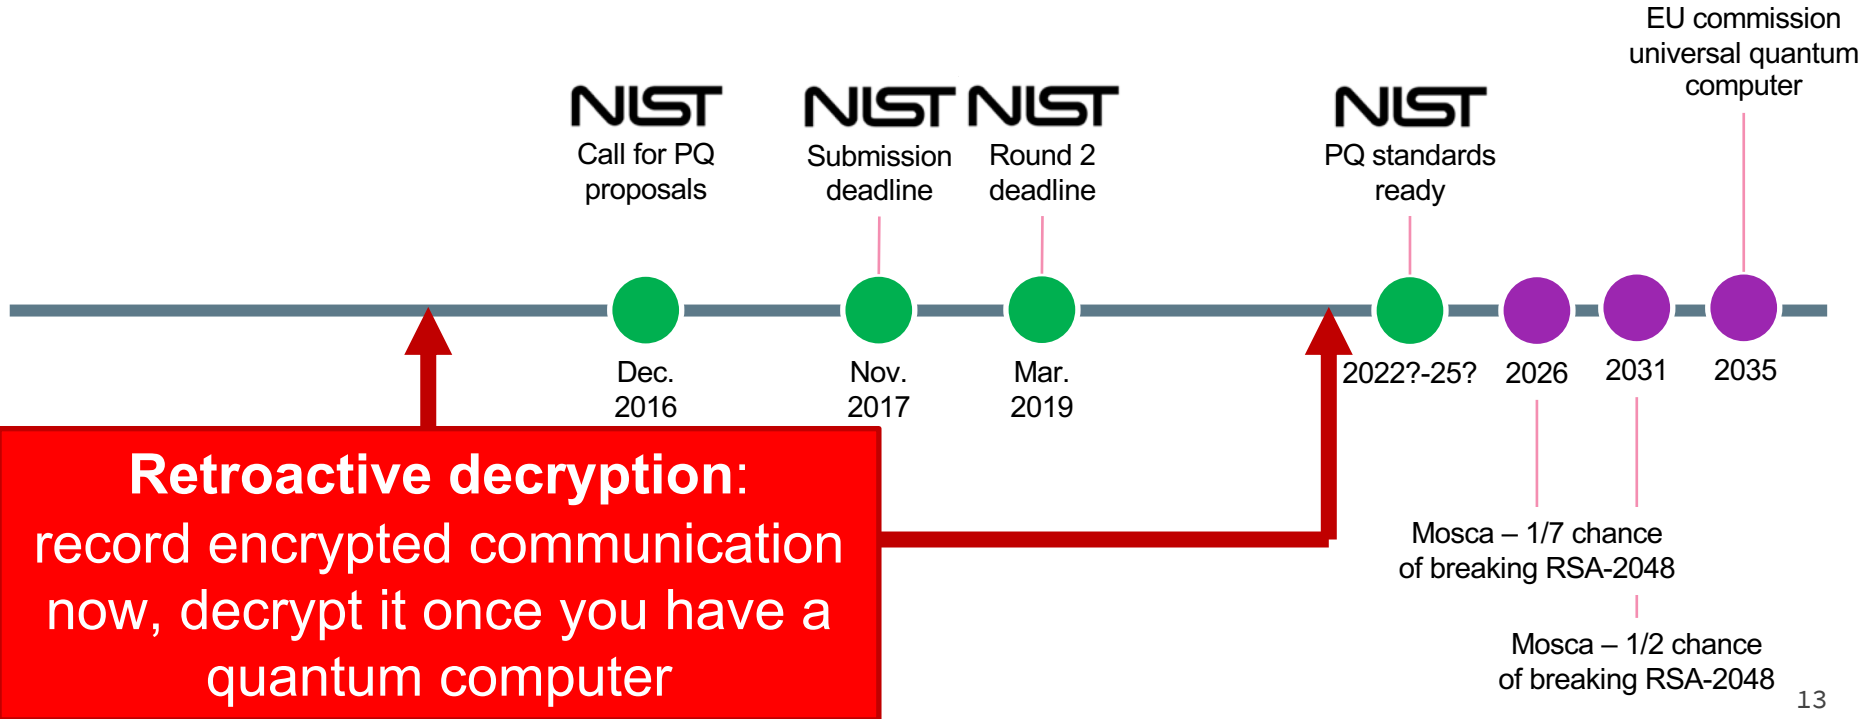 EU commission
universal quantum
computer
NIST
Call for PQ
proposals
NIST
Submission
deadline
NIST
Round 2
deadline
NIST
PQ standards
ready
Dec.
2016
Nov.
2017
Mar.
2019
2022?-25?
2026
2031
2035
Retroactive decryption:
record encrypted communication
now, decrypt it once you have a
quantum computer
Mosca – 1/7 chance
of breaking RSA-2048
Mosca – 1/2 chance
of breaking RSA-2048
13